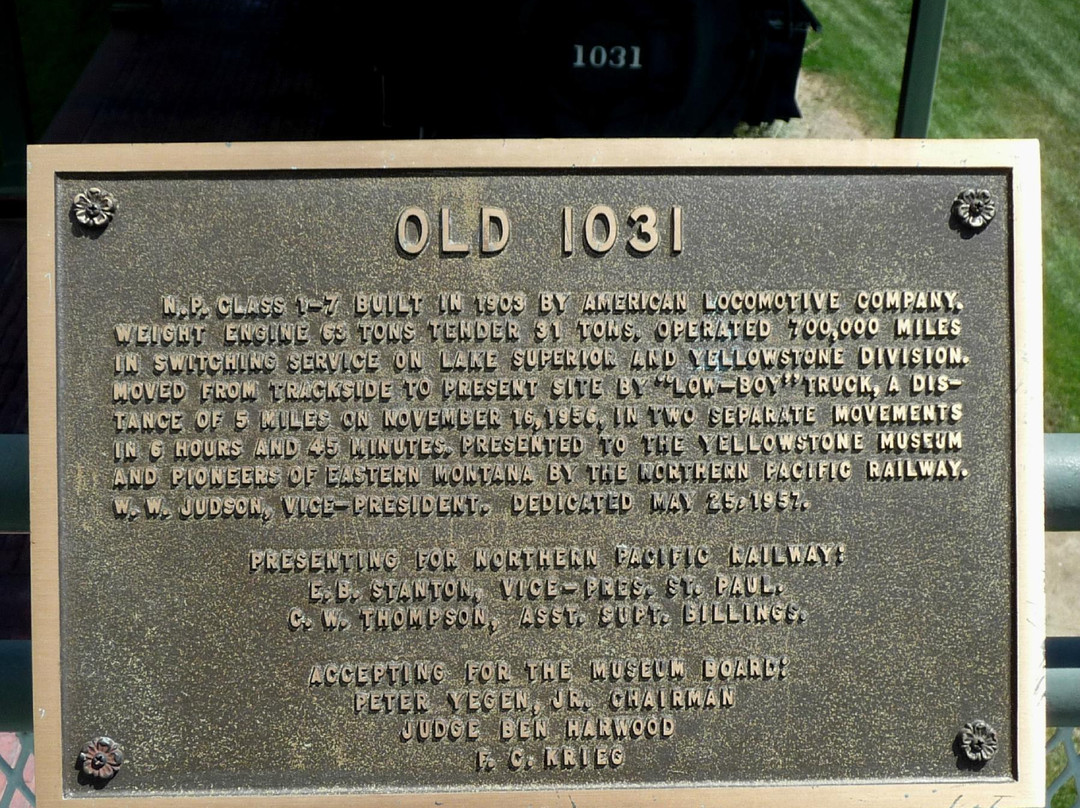 1031
OLD 1031
N.P. CLASS 1-7 BUILT IN 1903 BY AMERICAN LOCOMOTIVE COMPANY.
WEIGHT ENGINE 63 TONS TENDER 31 TONS. OPERATED 700,000 MILES
IN SWITCHING SERVICE ON LAKE SUPERIOR AND YELLOWSTONE DIVISION.
MOVED FROM TRACKSIDE TO PRESENT SITE BY "LOW-BOY" TRUCK, A DIS-
TANCE OF 5 MILES ON NOVEMBER 16, 1956, IN TWO SEPARATE MOVEMENTS
IN 6 HOURS AND 45 MINUTES. PRESENTED TO THE YELLOWSTONE MUSEUM
AND PIONEERS OF EASTERN MONTANA BY THE NORTHERN PACIFIC RAILWAY.
W. W. JUDSON, VICE-PRESIDENT. DEDICATED MAY 25, 1957.
PRESENTING FOR NORTHERN PACIFIC RAILWAY:
E. B. STANTON, VICE-PRES. ST. PAUL.
C. W. THOMPSON, ASST. SUPT. BILLINGS.
ACCEPTING FOR THE MUSEUM BOARD:
PETER YEGEN, JR. CHAIRMAN
JUDGE BEN HARWOOD
F. C. KRIEG